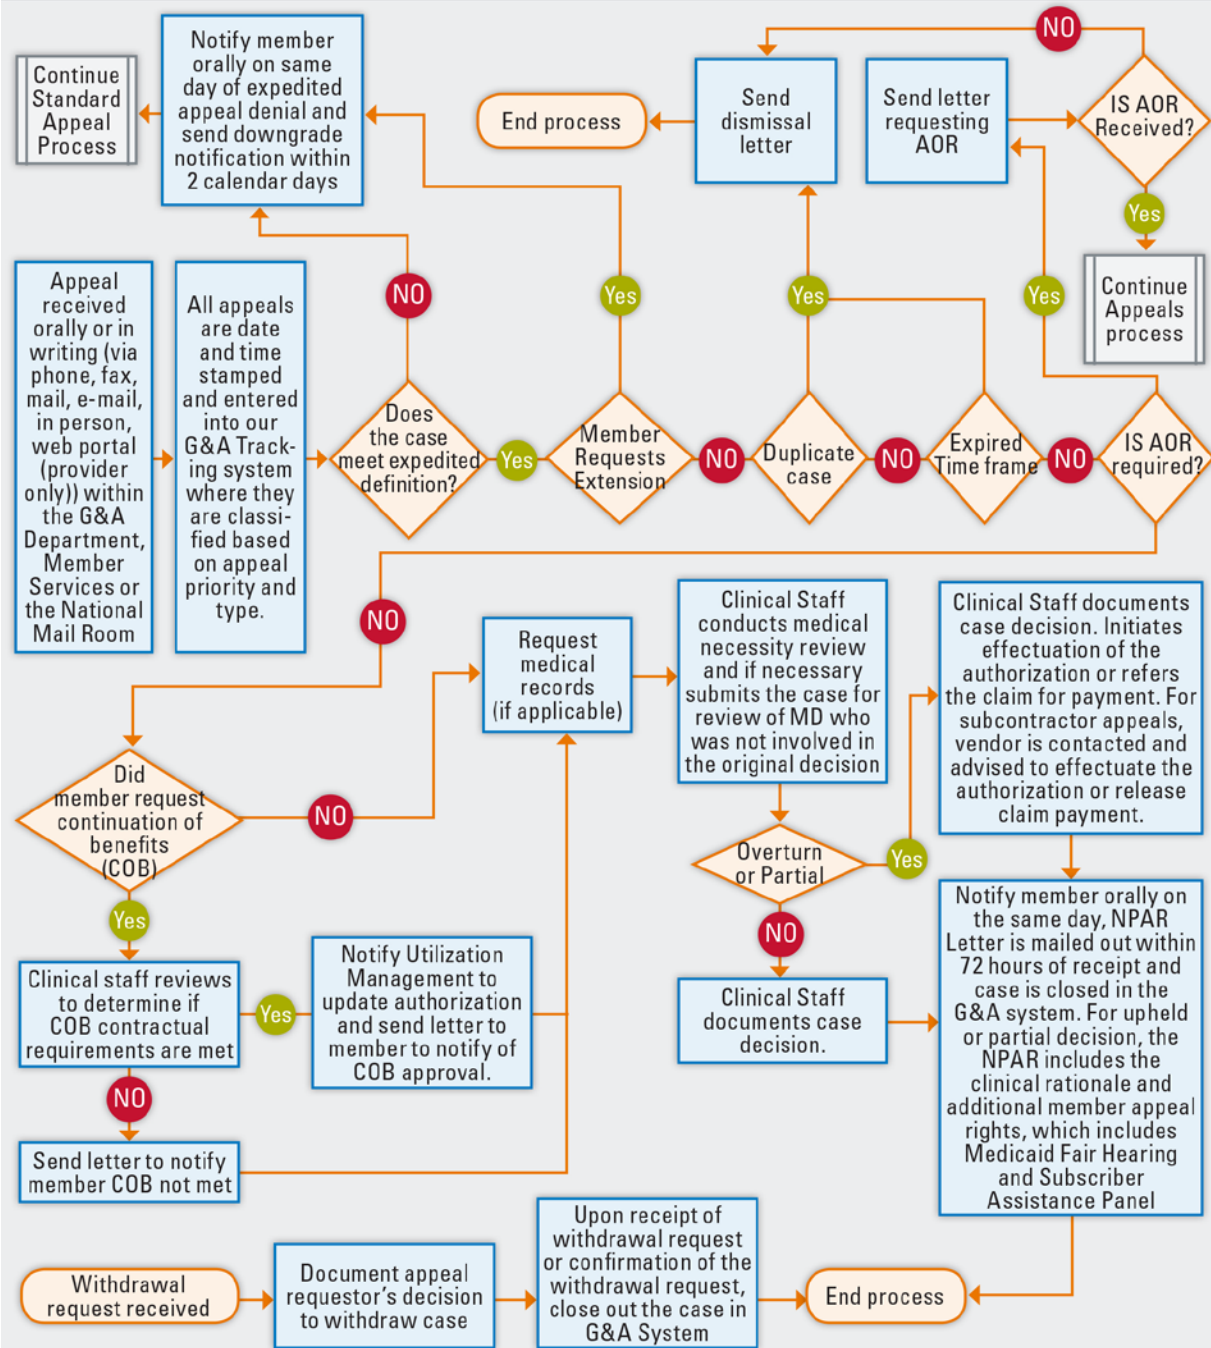 Continue
Standard
Appeal
Process
Notify member
orally on same
day of expedited
appeal denial and
send downgrade
notification within
2 calendar days
End process
Send
dismissal
letter
Send letter
requesting
AOR
NO
IS AOR
Received?
Yes
Continue
Appeals
process
Appeal
received
orally or in
writing (via
phone, fax,
mail, e-mail,
in person,
web portal
(provider
only)) within
the G&A
Department,
Member
Services or
the National
Mail Room
All appeals
are date
and time
stamped
and entered
into our
G&A Track-
ing system
where they
are classi-
fied based
on appeal
priority and
type.
NO
Does
the case
meet expedited
definition?
Yes
Yes
Member
Requests
Extension
NO
Yes
Duplicate
case
NO
Expired
Time frame
NO
Yes
IS AOR
required?
NO
Did
member request
continuation of
benefits
(COB)
NO
Yes
Request
medical
records
(if applicable)
Clinical Staff
conducts medical
necessity review
and if necessary
submits the case for
review of MD who
was not involved in
the original decision
Overturn
or Partial
Yes
NO
Clinical Staff documents
case decision. Initiates
effectuation of the
authorization or refers
the claim for payment. For
subcontractor appeals,
vendor is contacted and
advised to effectuate the
authorization or release
claim payment.
Clinical staff reviews
to determine if
COB contractual
requirements are met
Yes
NO
Notify Utilization
Management to
update authorization
and send letter to
member to notify of
COB approval.
Clinical Staff
documents case
decision.
Notify member orally on
the same day, NPAR
Letter is mailed out within
72 hours of receipt and
case is closed in the
G&A system. For upheld
or partial decision, the
NPAR includes the
clinical rationale and
additional member appeal
rights, which includes
Medicaid Fair Hearing
and Subscriber
Assistance Panel
Send letter to notify
member COB not met
Withdrawal
request received
Document appeal
requestor's decision
to withdraw case
Upon receipt of
withdrawal request
or confirmation of the
withdrawal request,
close out the case in
G&A System
End process